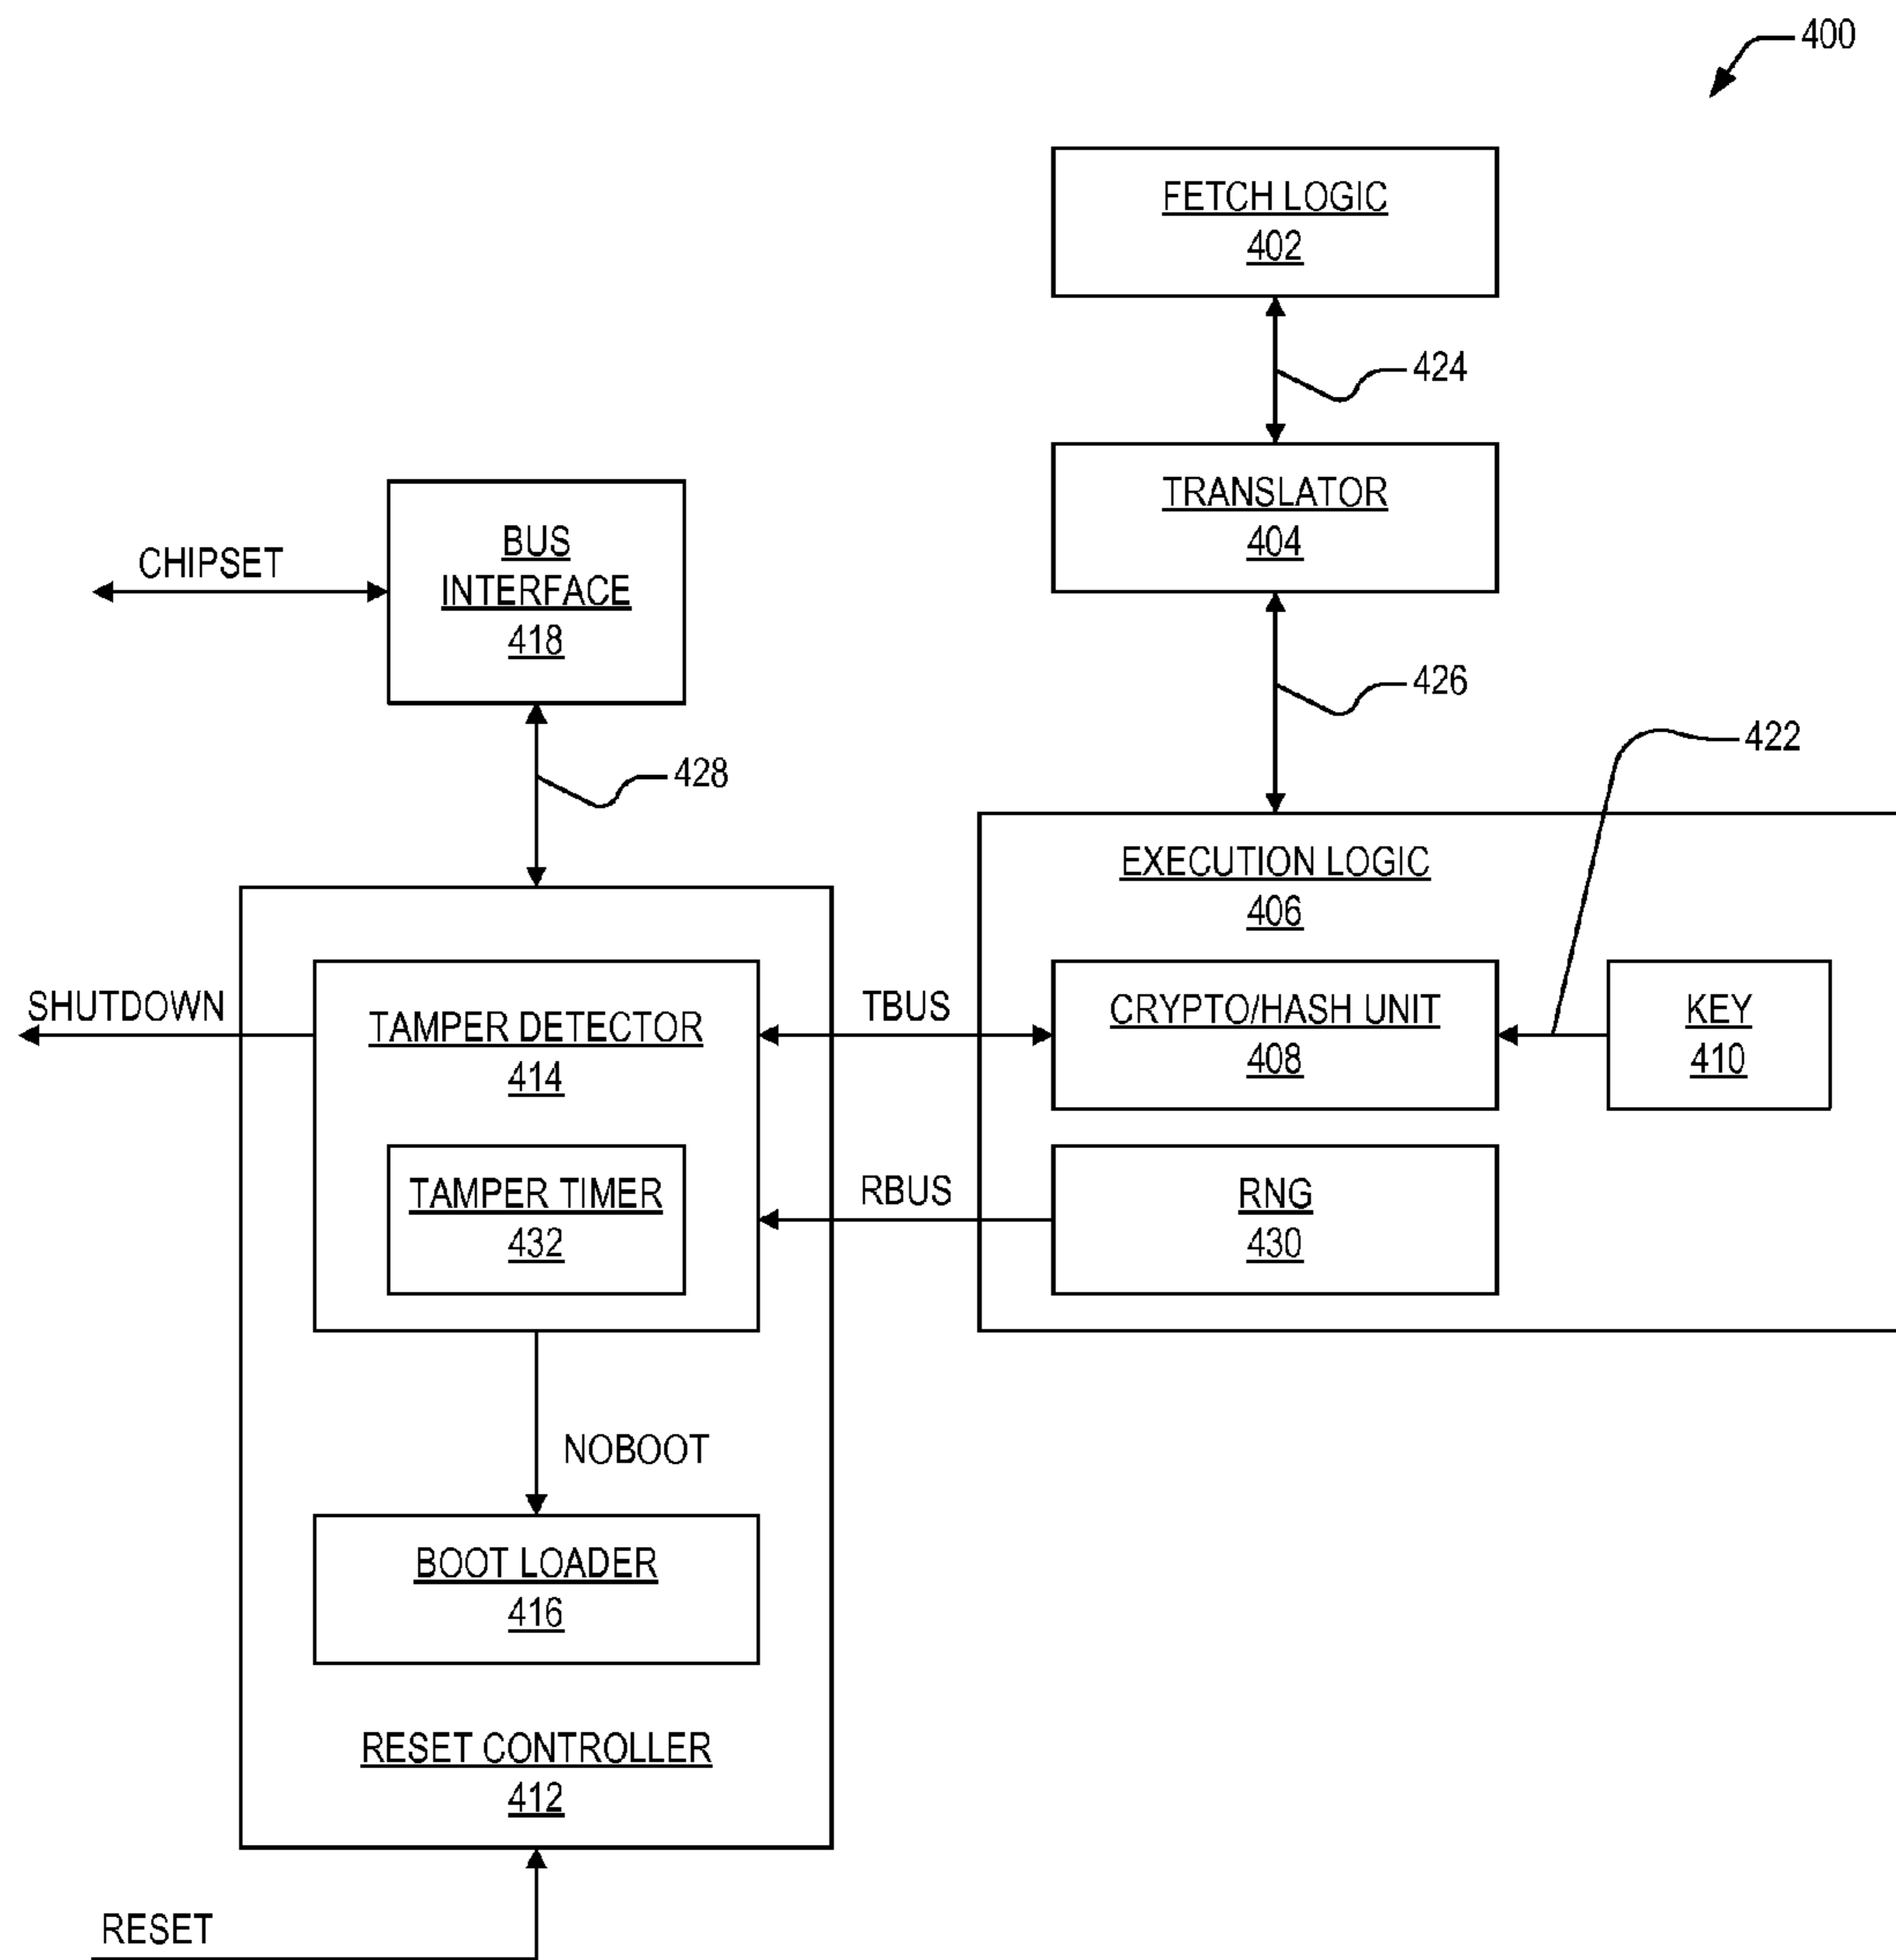 400
FETCH LOGIC
402
424
TRANSLATOR
404
BUS
INTERFACE
418
CHIPSET
426
422
428
EXECUTION LOGIC
406
SHUTDOWN
TAMPER DETECTOR
414
TBUS
CRYPTO/HASH UNIT
408
KEY
410
TAMPER TIMER
432
RBUS
RNG
430
NOBOOT
BOOT LOADER
416
RESET CONTROLLER
412
RESET